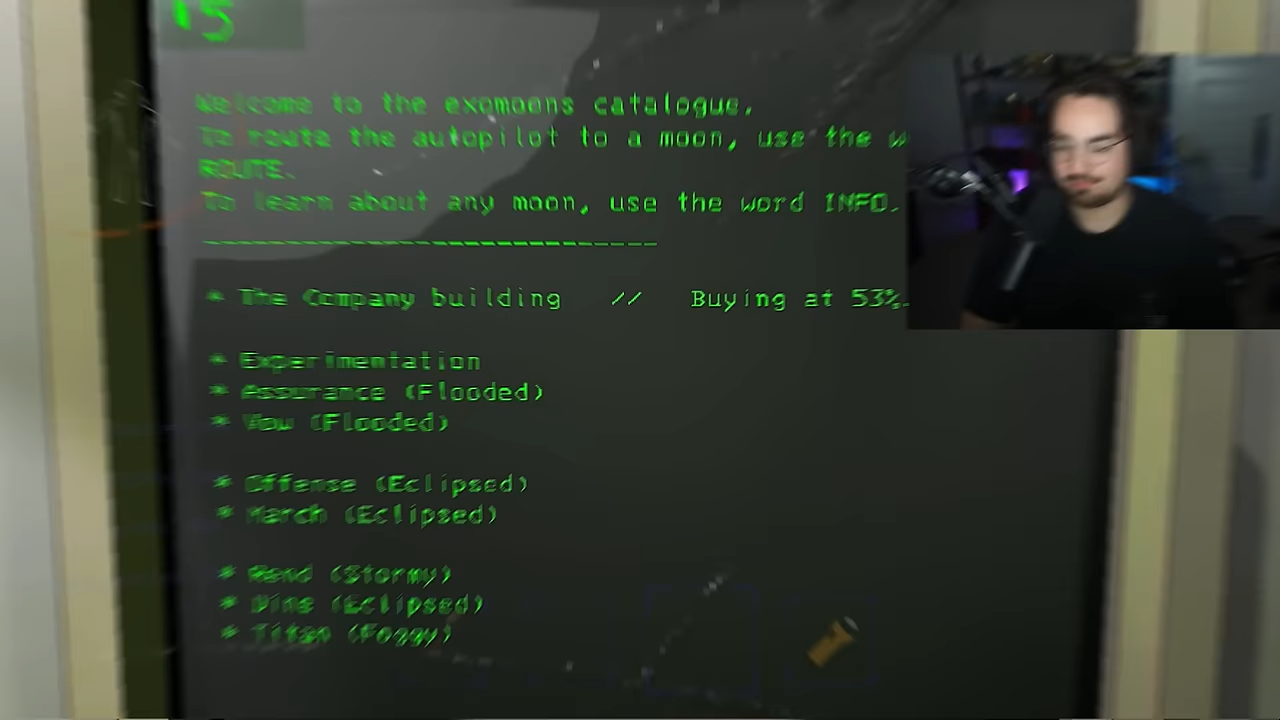 15
Welcome to the exomoons catalogue.
To route the autopilot to a moon, use the w
ROUTE.
To learn about any moon, use the word INFO.
----------------------------
* The Company building // Buying at 53%.
* Experimentation
* Assurance (Flooded)
* Vow (Flooded)
* Offense (Eclipsed)
* March (Eclipsed)
* Rend (Stormy)
* Dine (Eclipsed)
* Titan (Foggy)